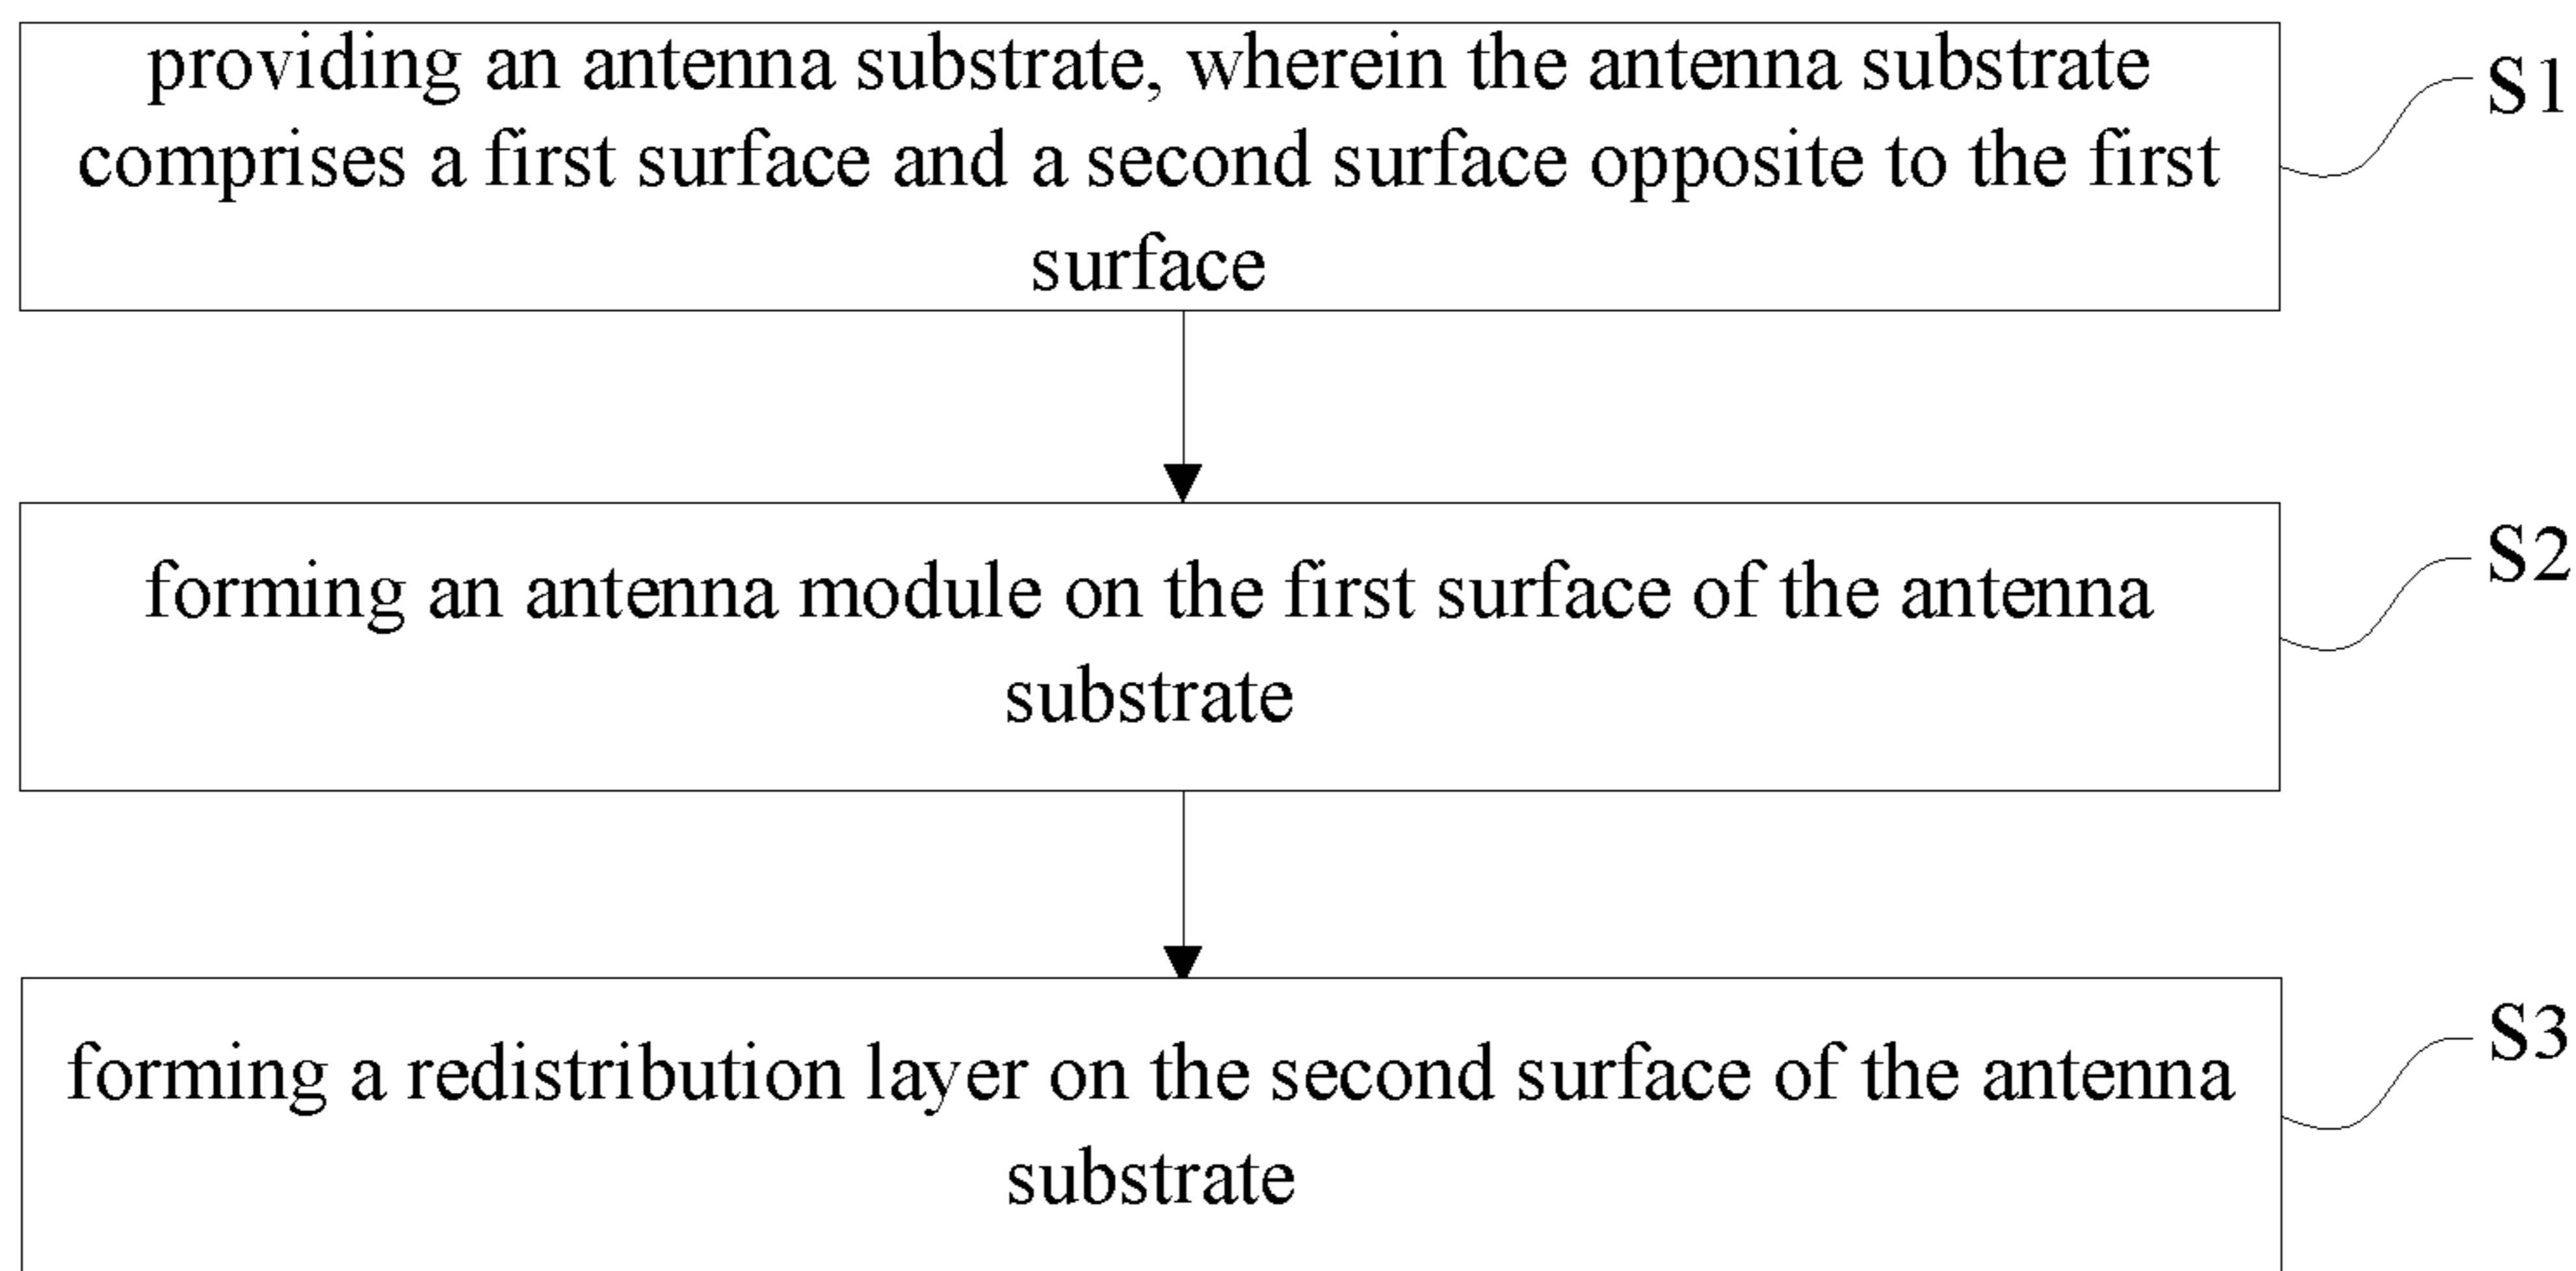 providing an antenna substrate, wherein the antenna substrate
comprises a first surface and a second surface opposite to the first
surface
S1
forming an antenna module on the first surface of the antenna
substrate
S2
forming a redistribution layer on the second surface of the antenna
substrate
S3